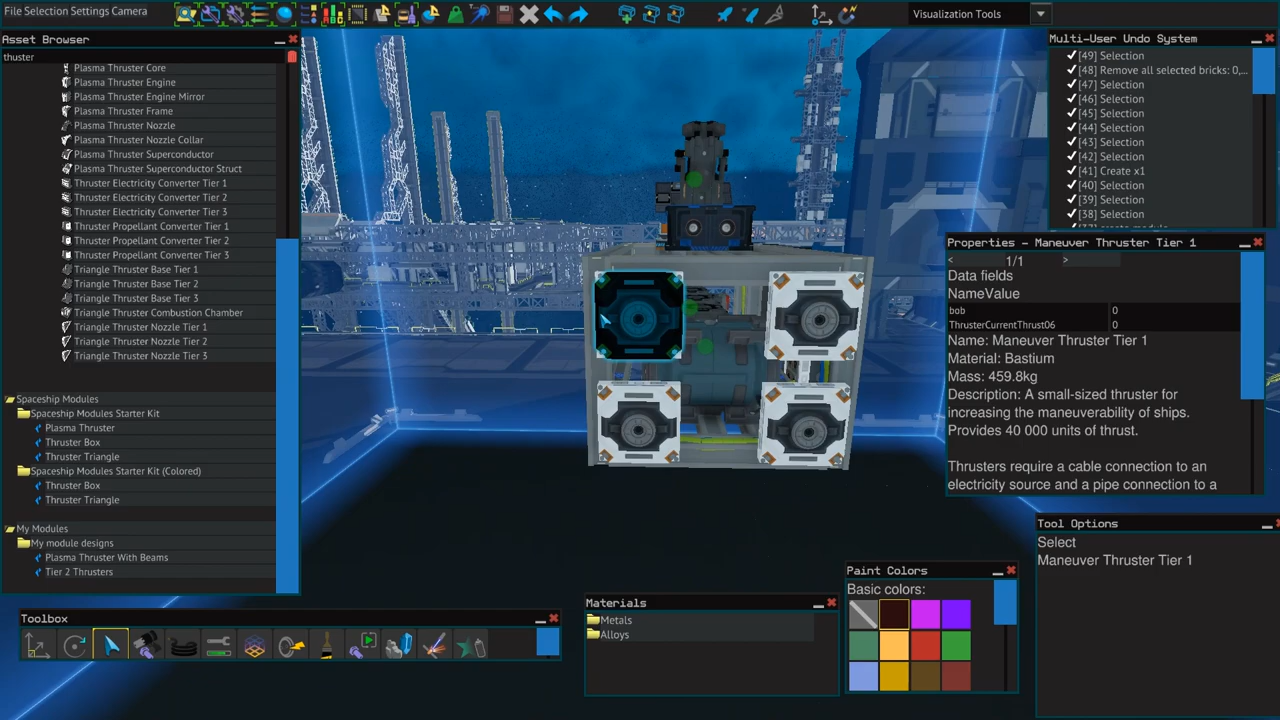 File Selection Settings Camera
Visualization Tools
Asset Browser
thuster
Plasma Thruster Core
Plasma Thruster Engine
Plasma Thruster Engine Mirror
Plasma Thruster Frame
Plasma Thruster Nozzle
Plasma Thruster Nozzle Collar
Plasma Thruster Superconductor
Plasma Thruster Superconductor Struct
Thruster Electricity Converter Tier 1
Thruster Electricity Converter Tier 2
Thruster Electricity Converter Tier 3
Thruster Propellant Converter Tier 1
Thruster Propellant Converter Tier 2
Thruster Propellant Converter Tier 3
Triangle Thruster Base Tier 1
Triangle Thruster Base Tier 2
Triangle Thruster Base Tier 3
Triangle Thruster Combustion Chamber
Triangle Thruster Nozzle Tier 1
Triangle Thruster Nozzle Tier 2
Triangle Thruster Nozzle Tier 3
Spaceship Modules
Spaceship Modules Starter Kit
Plasma Thruster
Thruster Box
Thruster Triangle
Spaceship Modules Starter Kit (Colored)
Thruster Box
Thruster Triangle
My Modules
My module designs
Plasma Thruster With Beams
Tier 2 Thrusters
Toolbox
Multi-User Undo System
[49] Selection
[48] Remove all selected bricks: 0,...
[47] Selection
[46] Selection
[45] Selection
[44] Selection
[43] Selection
[42] Selection
[41] Create x1
[40] Selection
[39] Selection
[38] Selection
Properties - Maneuver Thruster Tier 1
< 1/1 >
Data fields
NameValue
bob 0
ThrusterCurrentThrust06 0
Name: Maneuver Thruster Tier 1
Material: Bastium
Mass: 459.8kg
Description: A small-sized thruster for
increasing the maneuverability of ships.
Provides 40 000 units of thrust.
Thrusters require a cable connection to an
electricity source and a pipe connection to a
Tool Options
Select
Maneuver Thruster Tier 1
Paint Colors
Basic colors:
Materials
Metals
Alloys